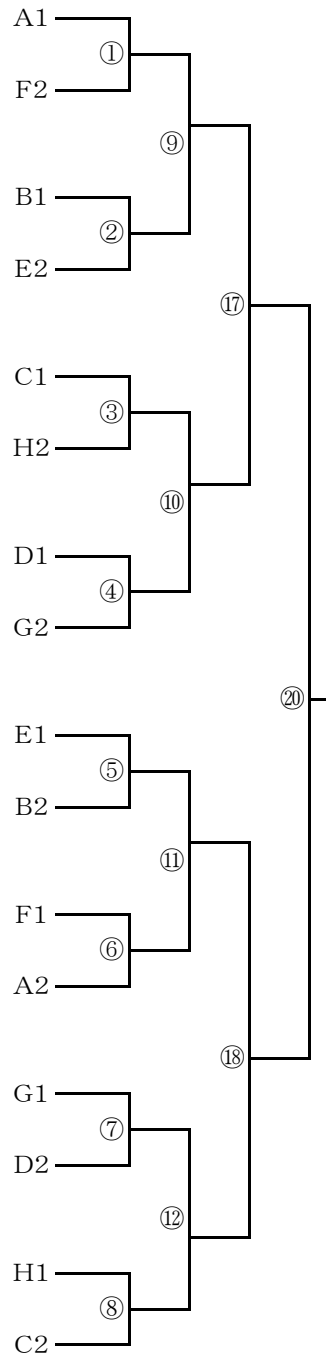 A1
①
F2
⑨
B1
②
E2
⑰
C1
③
H2
⑩
D1
④
G2
⑳
E1
⑤
B2
⑪
F1
⑥
A2
⑱
G1
⑦
D2
⑫
H1
⑧
C2